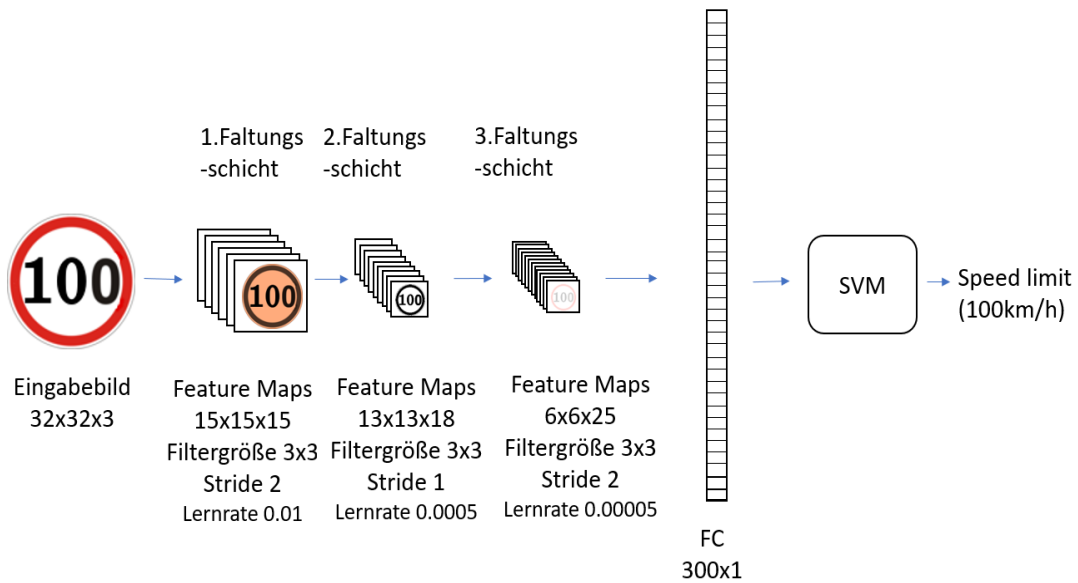 1.Faltungs
-schicht
2.Faltungs
-schicht
3.Faltungs
-schicht
100
100
100
100
SVM
Speed limit
(100km/h)
Eingabebild
32x32x3
Feature Maps
15x15x15
Filtergröße 3x3
Stride 2
Lernrate 0.01
Feature Maps
13x13x18
Filtergröße 3x3
Stride 1
Lernrate 0.0005
Feature Maps
6x6x25
Filtergröße 3x3
Stride 2
Lernrate 0.00005
FC
300x1